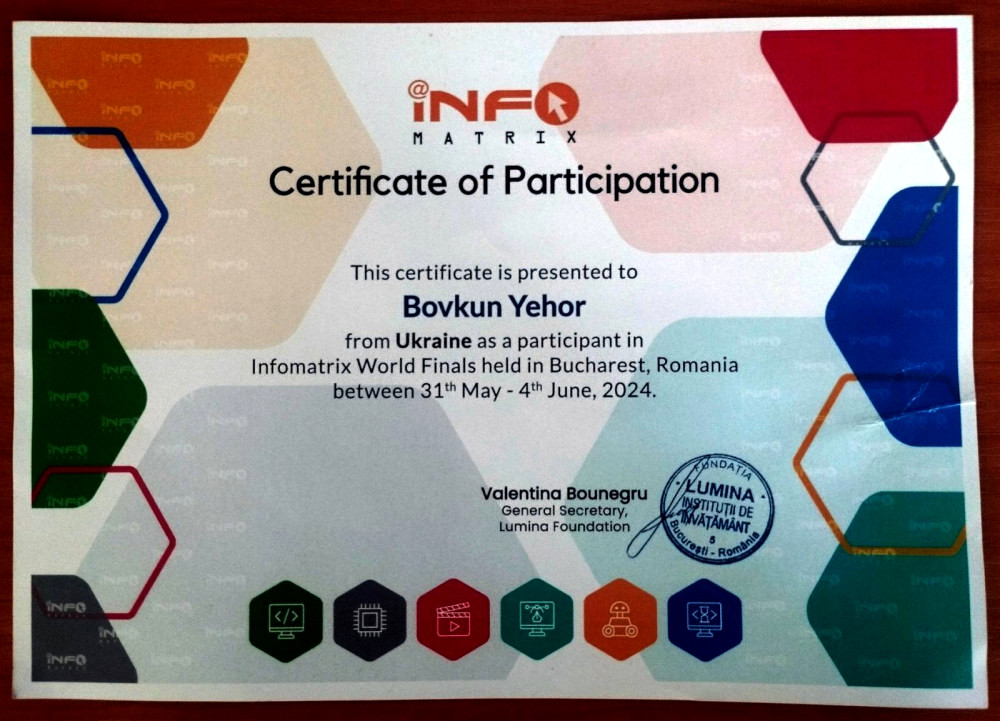 @INFO
MATRIX
Certificate of Participation
This certificate is presented to
Bovkun Yehor
from Ukraine as a participant in
Infomatrix World Finals held in Bucharest, Romania
between 31th May - 4th June, 2024.
Valentina Bounegru
General Secretary,
Lumina Foundation
FUNDAȚIA
LUMINA
INSTITUȚII DE
ÎNVĂȚĂMÂNT
5
București - România